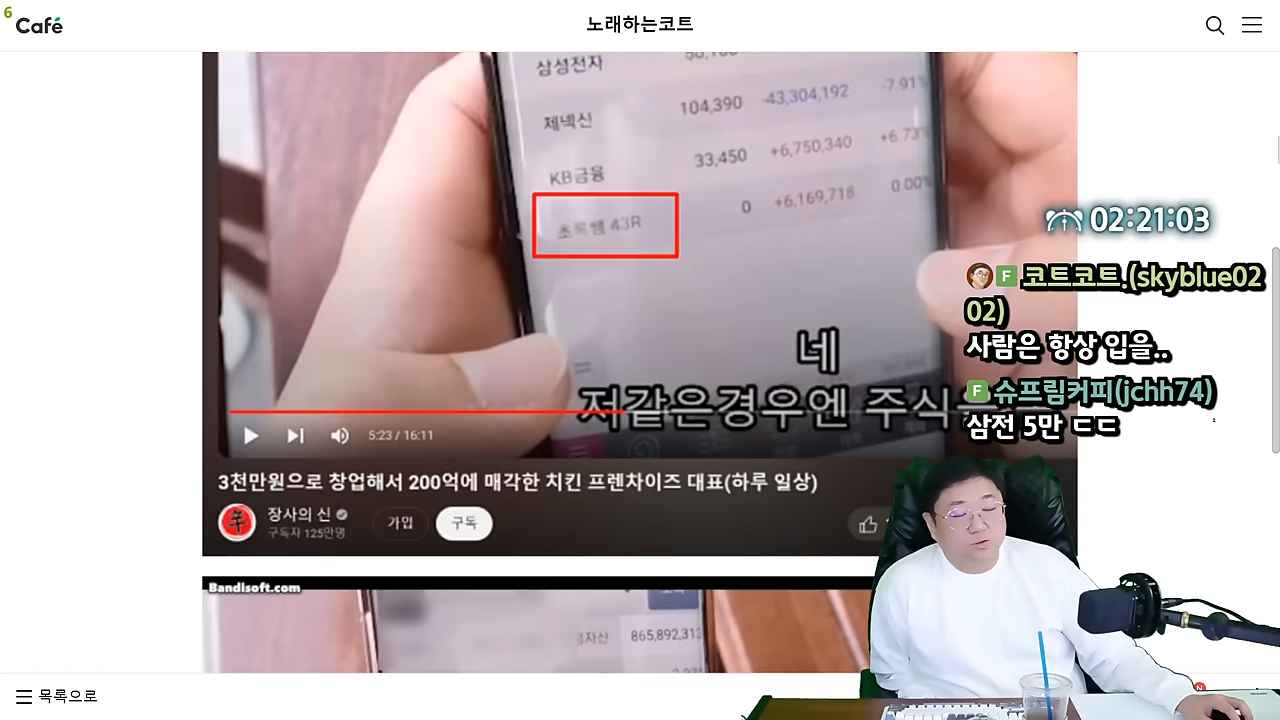 6
Café
노래하는코트
삼성전자
제넥신 104,390 -43,304,192 -7.91%
KB금융 33,450 +6,750,340 +6.73
초록뱀 43R 0 +6,169,718 0.00%
네
저같은경우엔 주식
5:23 / 16:11
3천만원으로 창업해서 200억에 매각한 치킨 프렌차이즈 대표(하루 일상)
장사의 신
구독자 125만명
가입
구독
02:21:03
F 코트코트.(skyblue02
02)
사람은 항상 입을..
F 슈프림커피(jchh74)
삼전 5만 ㄷㄷ
Bandisoft.com
865,892,313
목록으로
N